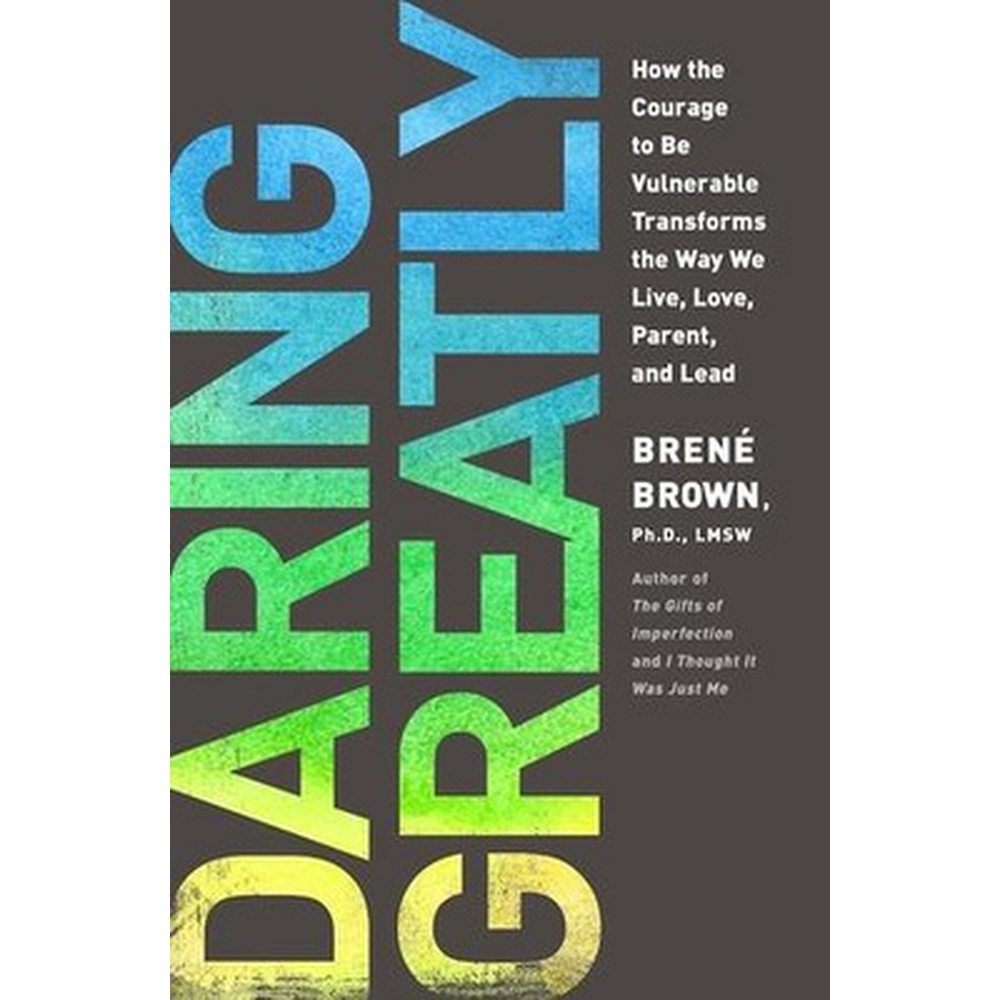 DARING
GREATLY
How the
Courage
to Be
Vulnerable
Transforms
the Way We
Live, Love,
Parent,
and Lead
BRENÉ
BROWN,
Ph.D., LMSW
Author of
The Gifts of
Imperfection
and I Thought It
Was Just Me